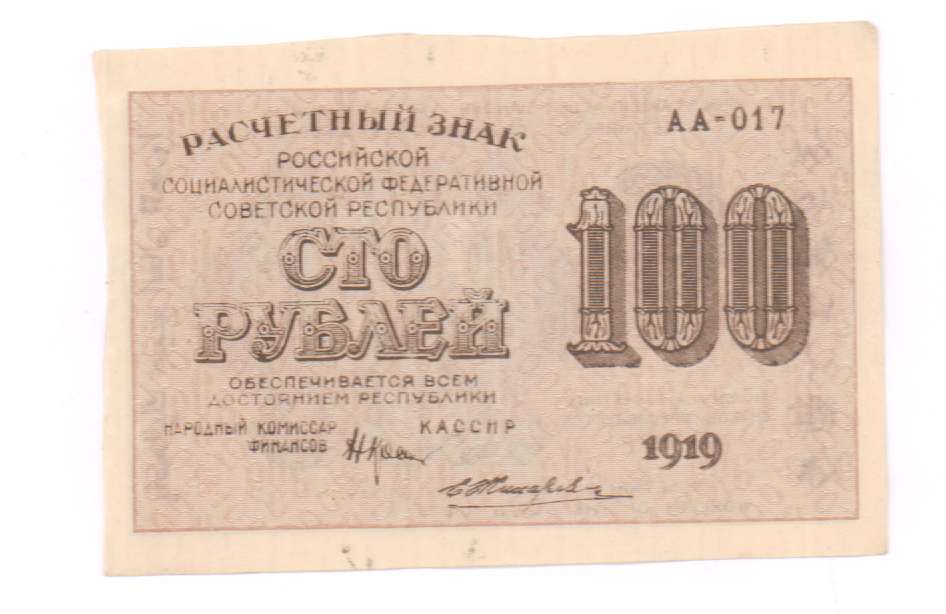 РАСЧЕТНЫЙ ЗНАК
АА-017
РОССИЙСКОЙ
СОЦИАЛИСТИЧЕСКОЙ ФЕДЕРАТИВНОЙ
СОВЕТСКОЙ РЕСПУБЛИКИ
СТО
РУБЛЕЙ
100
ОБЕСПЕЧИВАЕТСЯ ВСЕМ
ДОСТОЯНИЕМ РЕСПУБЛИКИ
НАРОДНЫЙ КОМИССАР
ФИНАНСОВ
КАССИР
1919